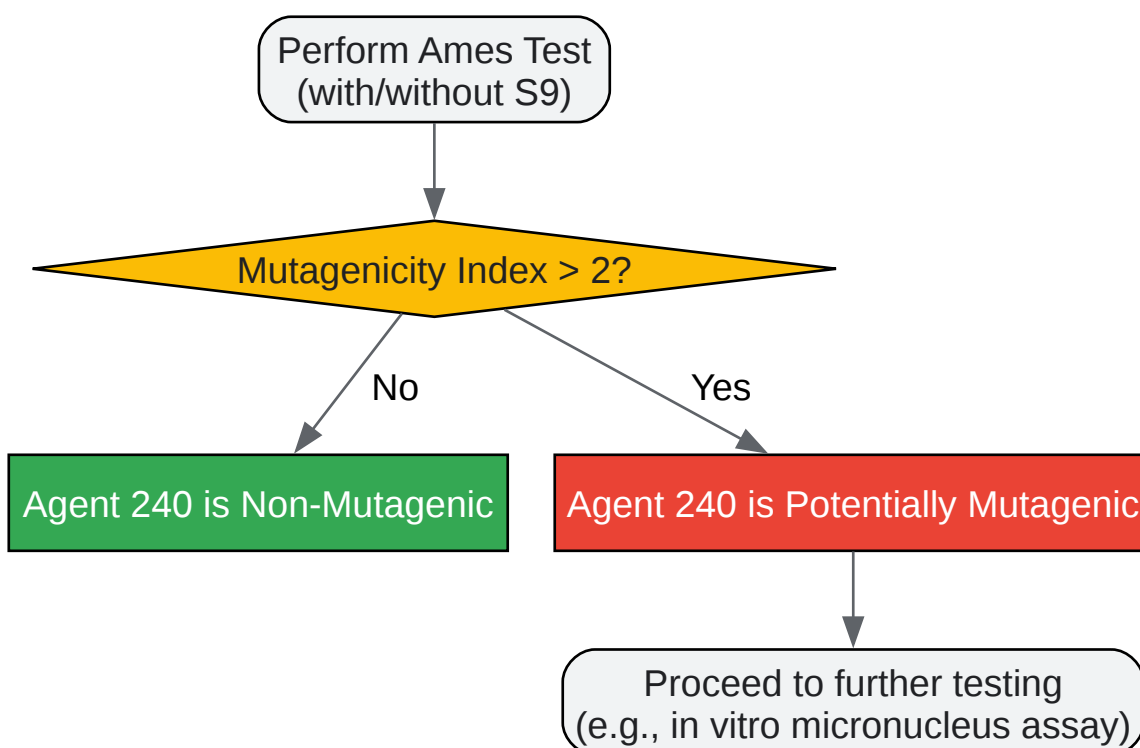 Perform Ames Test
(with/without S9)
Mutagenicity Index > 2?
No
Yes
Agent 240 is Non-Mutagenic
Agent 240 is Potentially Mutagenic
Proceed to further testing
(e.g., in vitro micronucleus assay)